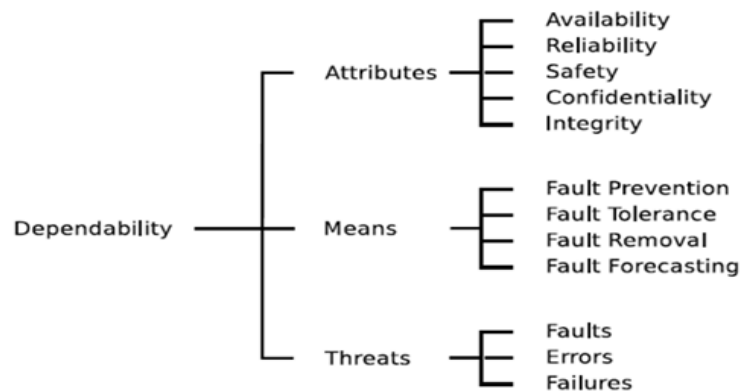 Dependability
Attributes
Availability
Reliability
Safety
Confidentiality
Integrity
Means
Fault Prevention
Fault Tolerance
Fault Removal
Fault Forecasting
Threats
Faults
Errors
Failures